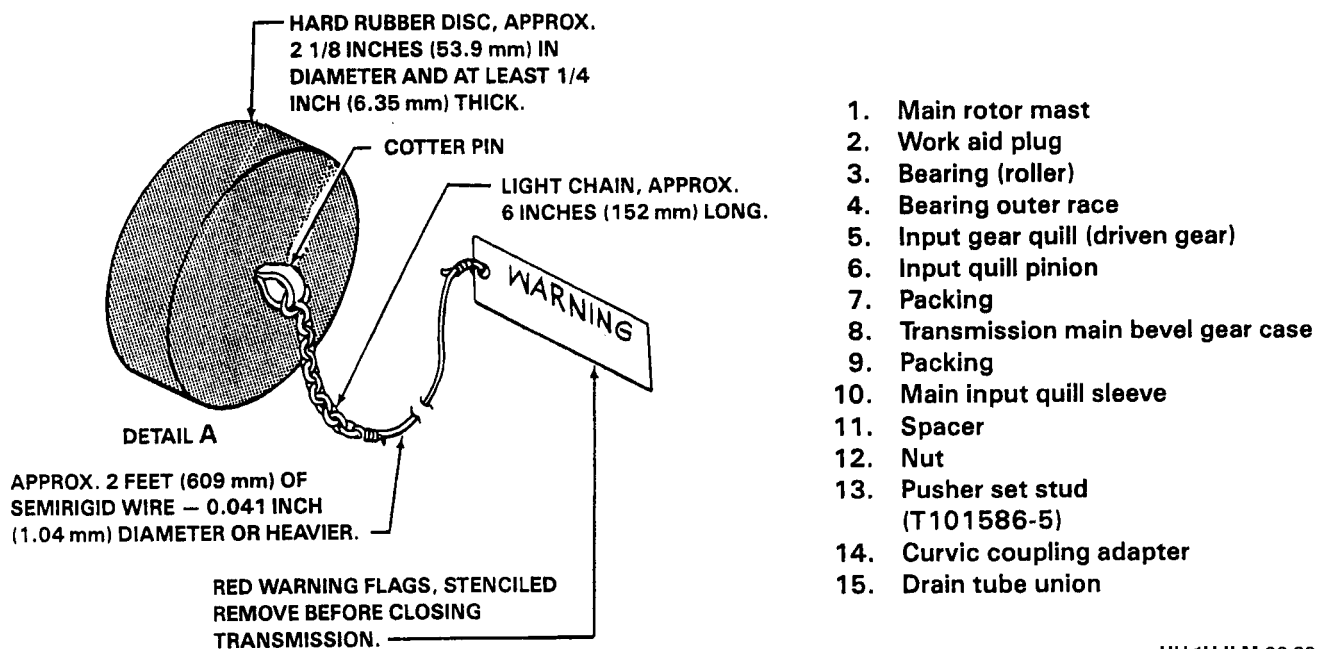 HARD RUBBER DISC, APPROX.
2 1/8 INCHES (53.9 mm) IN
DIAMETER AND AT LEAST 1/4
INCH (6.35 mm) THICK.
COTTER PIN
LIGHT CHAIN, APPROX.
6 INCHES (152 mm) LONG.
WARNING
DETAIL A
APPROX. 2 FEET (609 mm) OF
SEMIRIGID WIRE — 0.041 INCH
(1.04 mm) DIAMETER OR HEAVIER.
RED WARNING FLAGS, STENCILED
REMOVE BEFORE CLOSING
TRANSMISSION.
1. Main rotor mast
2. Work aid plug
3. Bearing (roller)
4. Bearing outer race
5. Input gear quill (driven gear)
6. Input quill pinion
7. Packing
8. Transmission main bevel gear case
9. Packing
10. Main input quill sleeve
11. Spacer
12. Nut
13. Pusher set stud
(T101586-5)
14. Curvic coupling adapter
15. Drain tube union